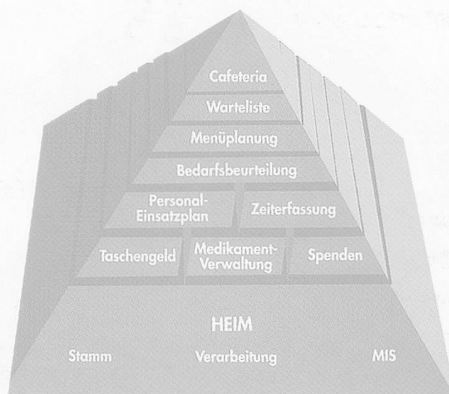 Cafeteria
Warteliste
Menüplanung
Bedarfsbeurteilung
Personal-
Einsatzplan
Zeiterfassung
Taschengeld
Medikament-
Verwaltung
Spenden
HEIM
Stamm Verarbeitung MIS